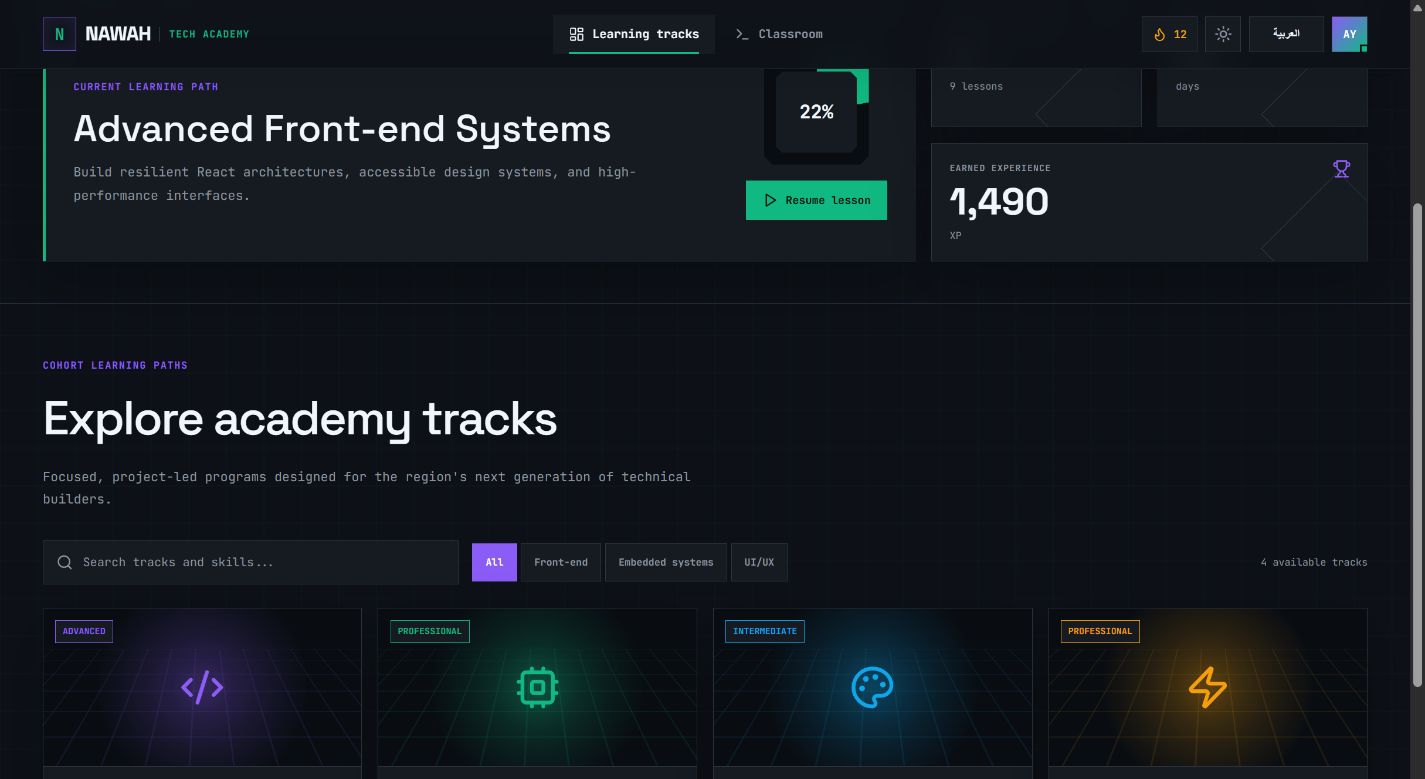 N
NAWAH
TECH ACADEMY
Learning tracks
Classroom
12
العربية
AY
CURRENT LEARNING PATH
Advanced Front-end Systems
Build resilient React architectures, accessible design systems, and high-
performance interfaces.
22%
Resume lesson
9 lessons
days
EARNED EXPERIENCE
1,490
XP
COHORT LEARNING PATHS
Explore academy tracks
Focused, project-led programs designed for the region's next generation of technical
builders.
Search tracks and skills...
All
Front-end
Embedded systems
UI/UX
4 available tracks
ADVANCED
PROFESSIONAL
INTERMEDIATE
PROFESSIONAL